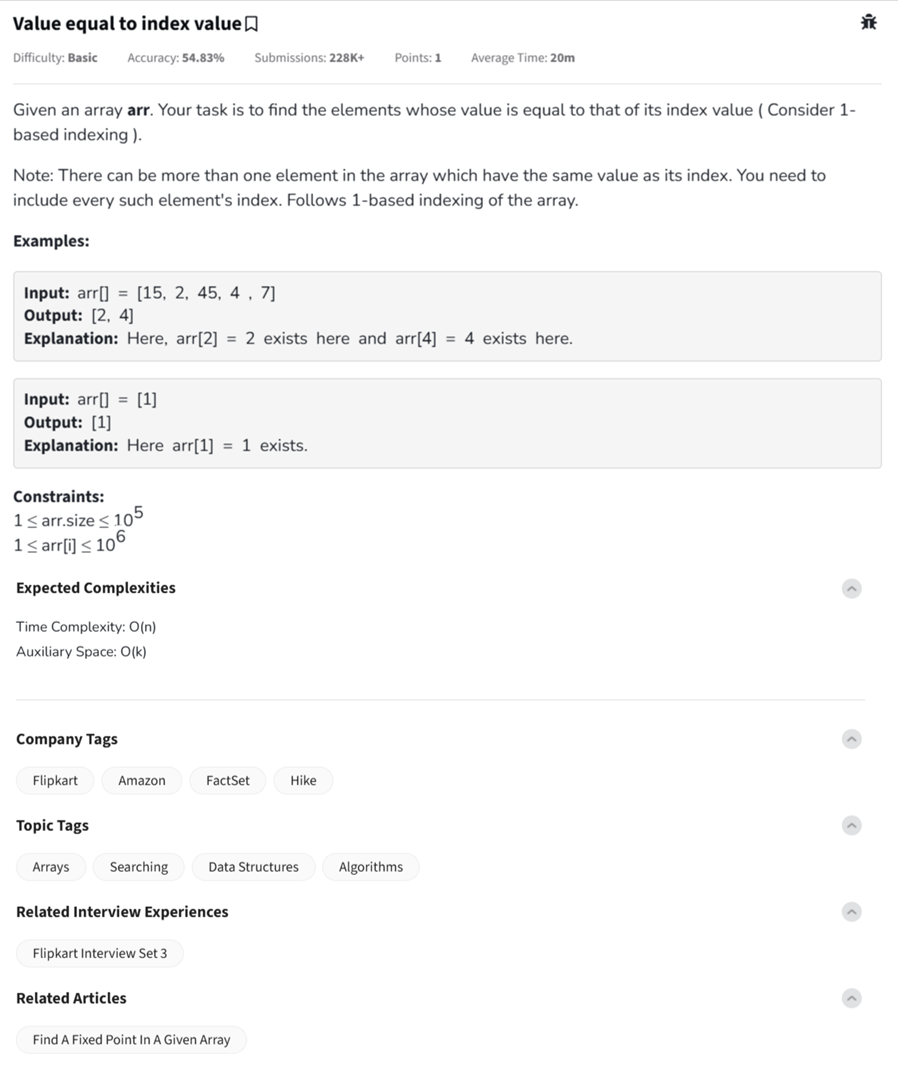 Value equal to index value
Difficulty: Basic Accuracy: 54.83% Submissions: 228K+ Points: 1 Average Time: 20m
Given an array arr. Your task is to find the elements whose value is equal to that of its index value ( Consider 1-
based indexing ).
Note: There can be more than one element in the array which have the same value as its index. You need to
include every such element's index. Follows 1-based indexing of the array.
Examples:
Input: arr[] = [15, 2, 45, 4 , 7]
Output: [2, 4]
Explanation: Here, arr[2] = 2 exists here and arr[4] = 4 exists here.
Input: arr[] = [1]
Output: [1]
Explanation: Here arr[1] = 1 exists.
Constraints:
1 ≤ arr.size ≤ 10^5
1 ≤ arr[i] ≤ 10^6
Expected Complexities
Time Complexity: O(n)
Auxiliary Space: O(k)
Company Tags
Flipkart Amazon FactSet Hike
Topic Tags
Arrays Searching Data Structures Algorithms
Related Interview Experiences
Flipkart Interview Set 3
Related Articles
Find A Fixed Point In A Given Array